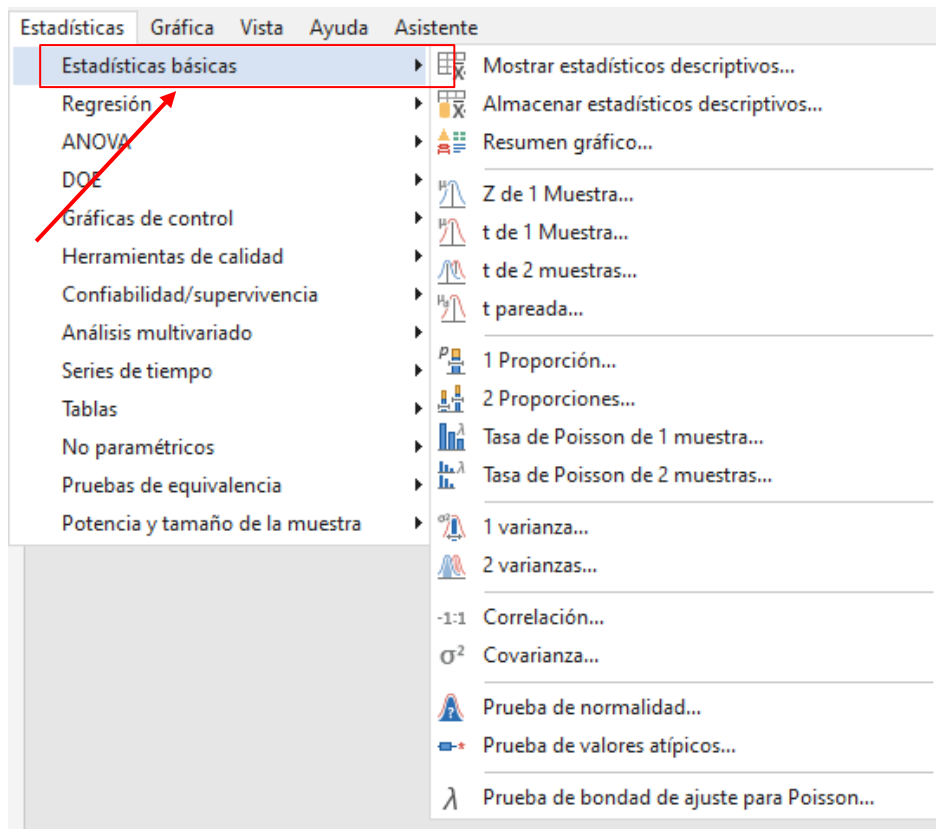 Estadísticas Gráfica Vista Ayuda Asistente
Estadísticas básicas
Regresión
ANOVA
DOE
Gráficas de control
Herramientas de calidad
Confiabilidad/supervivencia
Análisis multivariado
Series de tiempo
Tablas
No paramétricos
Pruebas de equivalencia
Potencia y tamaño de la muestra
Mostrar estadísticos descriptivos...
Almacenar estadísticos descriptivos...
Resumen gráfico...
μ Z de 1 Muestra...
μ t de 1 Muestra...
t de 2 muestras...
t pareada...
P 1 Proporción...
2 Proporciones...
λ Tasa de Poisson de 1 muestra...
λ Tasa de Poisson de 2 muestras...
σ² 1 varianza...
2 varianzas...
-1:1 Correlación...
σ² Covarianza...
? Prueba de normalidad...
Prueba de valores atípicos...
λ Prueba de bondad de ajuste para Poisson...